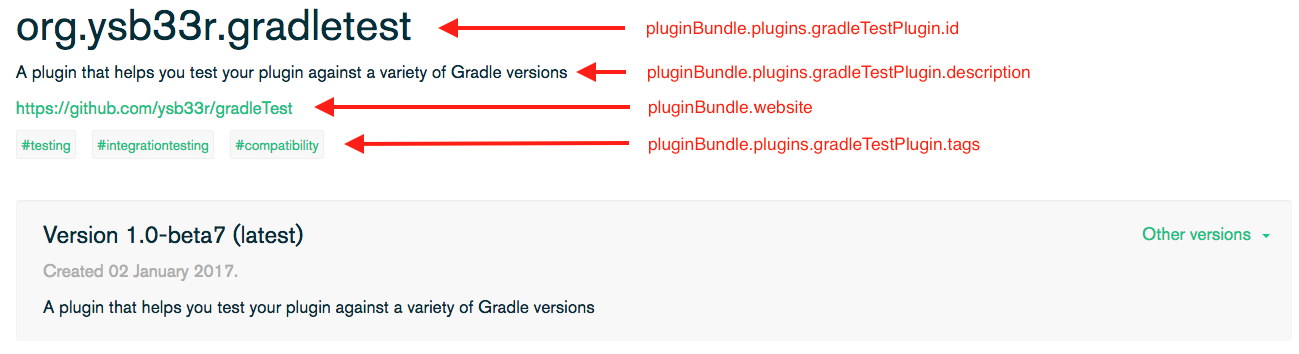 org.ysb33r.gradletest pluginBundle.plugins.gradleTestPlugin.id
A plugin that helps you test your plugin against a variety of Gradle versions pluginBundle.plugins.gradleTestPlugin.description
https://github.com/ysb33r/gradleTest pluginBundle.website
#testing #integrationtesting #compatibility pluginBundle.plugins.gradleTestPlugin.tags
Version 1.0-beta7 (latest) Other versions
Created 02 January 2017.
A plugin that helps you test your plugin against a variety of Gradle versions